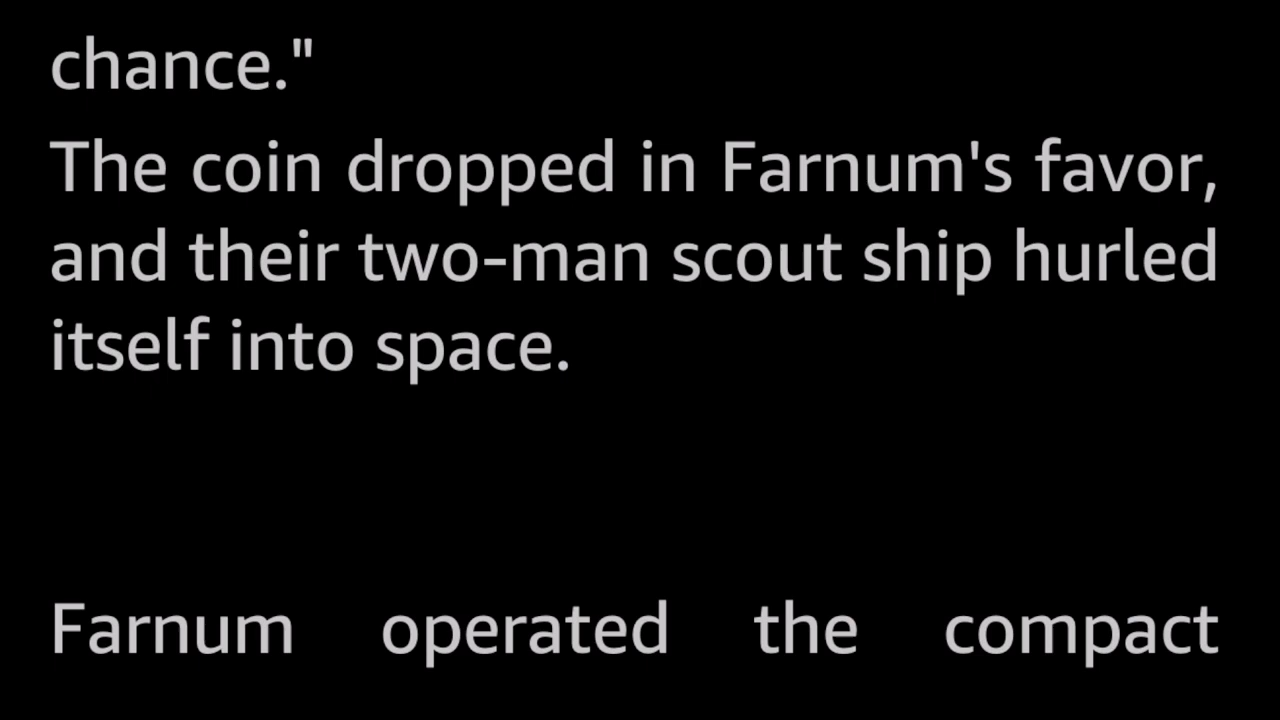 chance."
The coin dropped in Farnum's favor,
and their two-man scout ship hurled
itself into space.
Farnum operated the compact